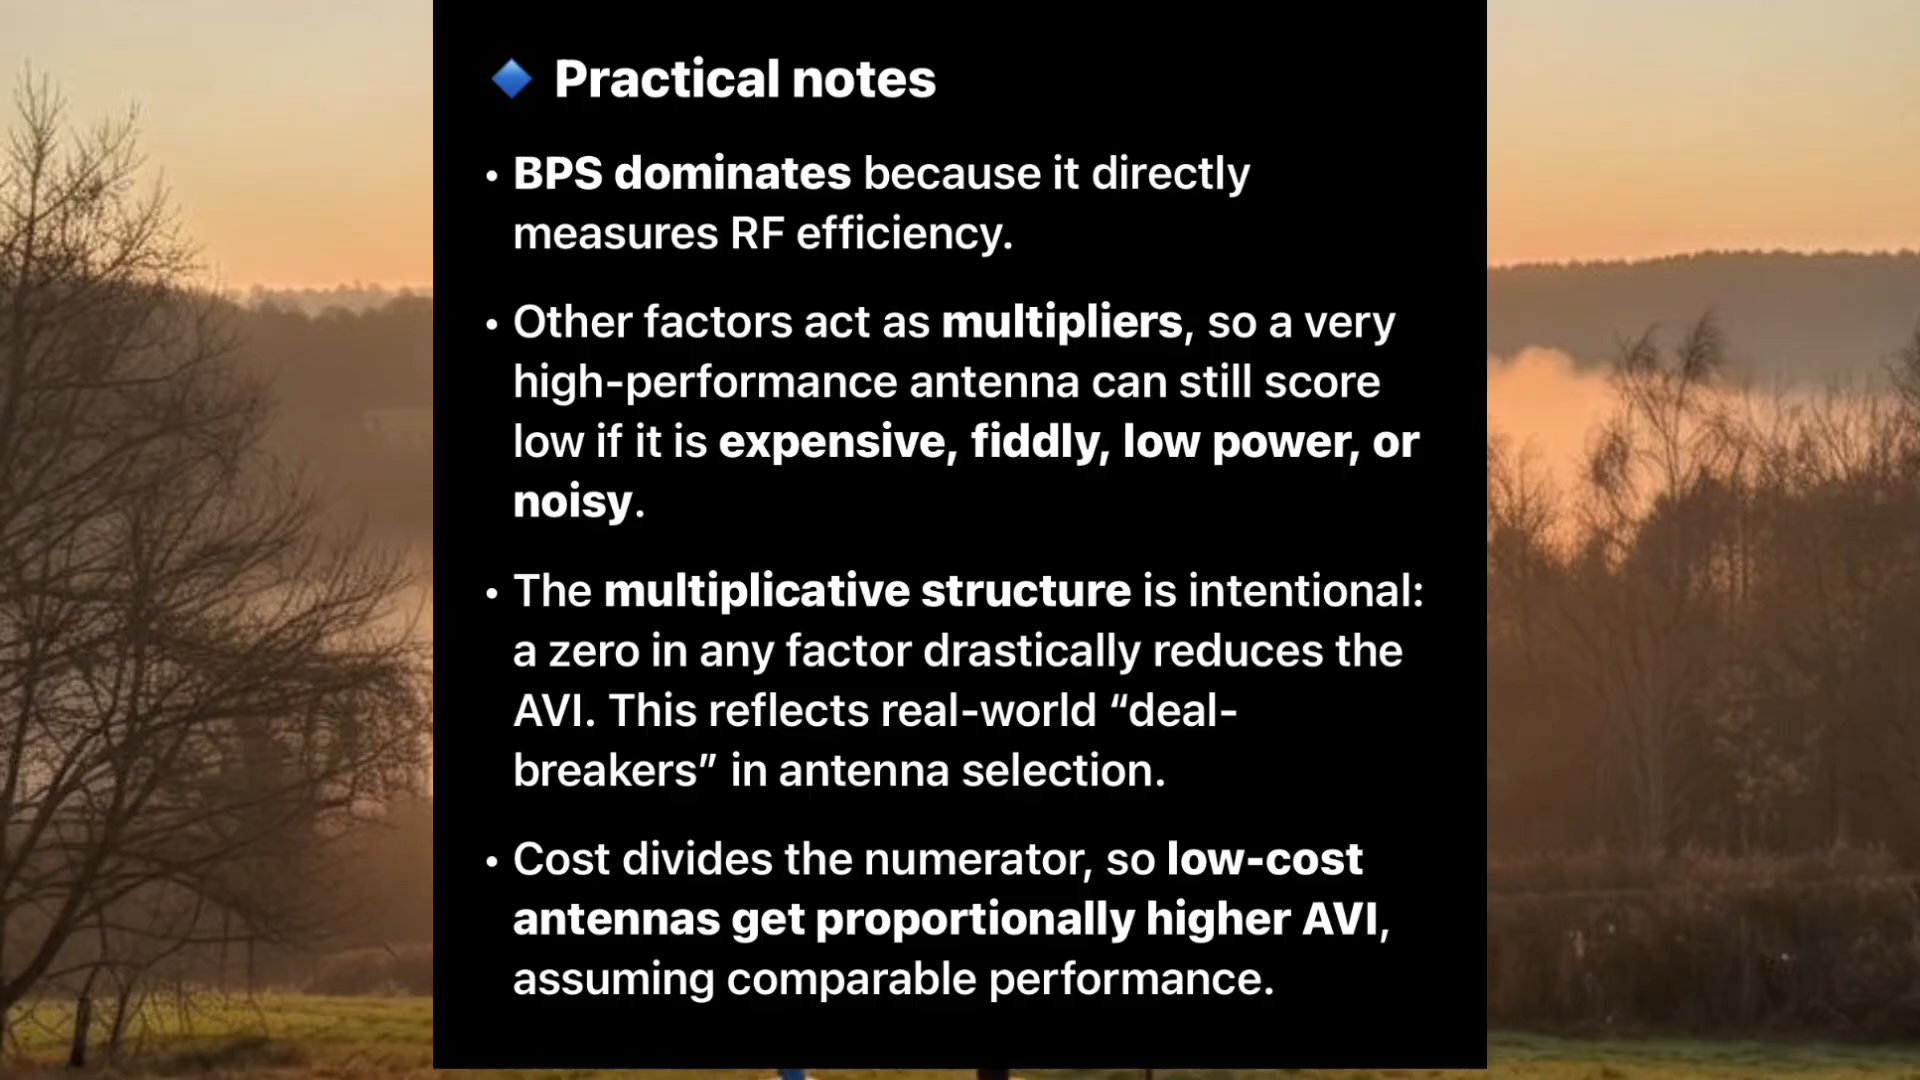 Practical notes
• BPS dominates because it directly
measures RF efficiency.
• Other factors act as multipliers, so a very
high-performance antenna can still score
low if it is expensive, fiddly, low power, or
noisy.
• The multiplicative structure is intentional:
a zero in any factor drastically reduces the
AVI. This reflects real-world “deal-
breakers” in antenna selection.
• Cost divides the numerator, so low-cost
antennas get proportionally higher AVI,
assuming comparable performance.